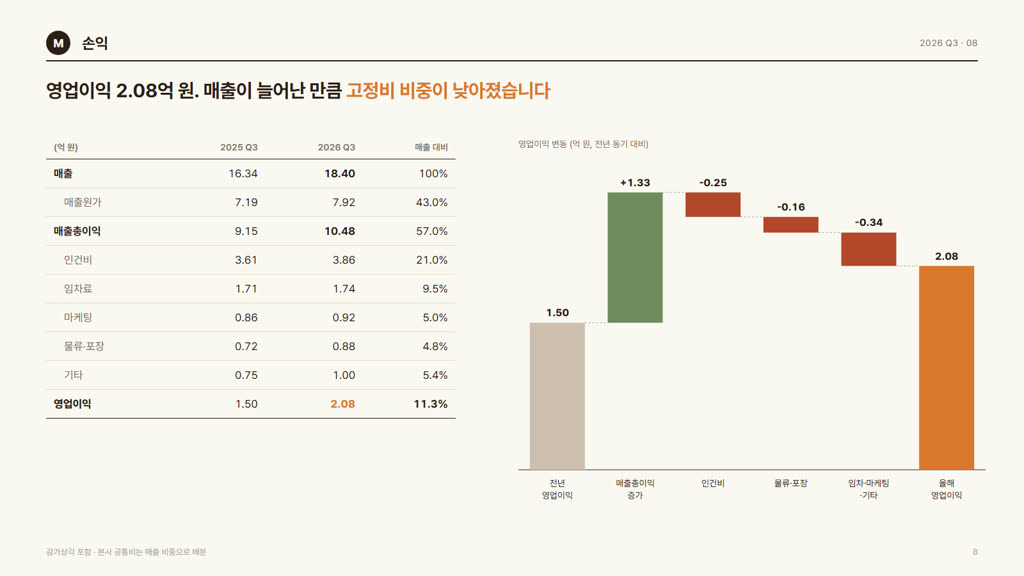 M 손익
2026 Q3 · 08
영업이익 2.08억 원. 매출이 늘어난 만큼 고정비 비중이 낮아졌습니다
(억 원) 2025 Q3 2026 Q3 매출 대비
매출 16.34 18.40 100%
매출원가 7.19 7.92 43.0%
매출총이익 9.15 10.48 57.0%
인건비 3.61 3.86 21.0%
임차료 1.71 1.74 9.5%
마케팅 0.86 0.92 5.0%
물류·포장 0.72 0.88 4.8%
기타 0.75 1.00 5.4%
영업이익 1.50 2.08 11.3%
영업이익 변동 (억 원, 전년 동기 대비)
1.50
+1.33
-0.25
-0.16
-0.34
2.08
전년
영업이익
매출총이익
증가
인건비
물류·포장
임차·마케팅
·기타
올해
영업이익
감가상각 포함 · 본사 공통비는 매출 비중으로 배분
8